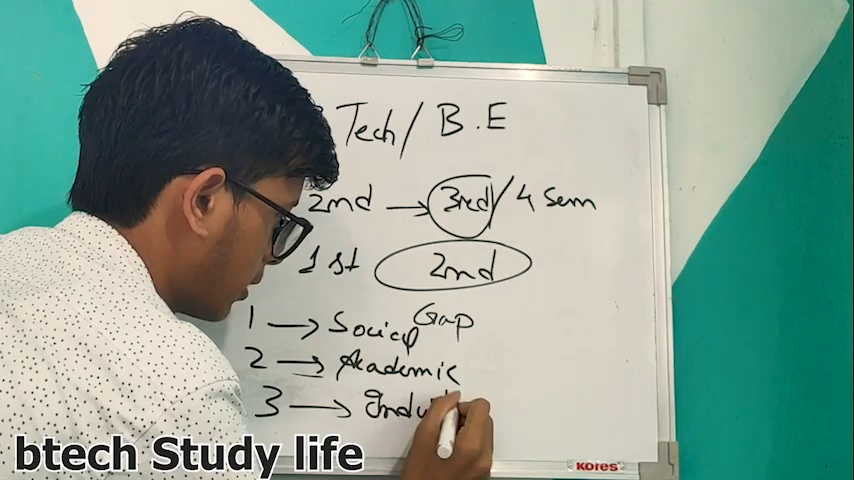 Tech/ B.E
2nd → 3rd/4 Sem
1st 2nd
1 → Social Gap
2 → Academic
3 →
btech Study life
Kores